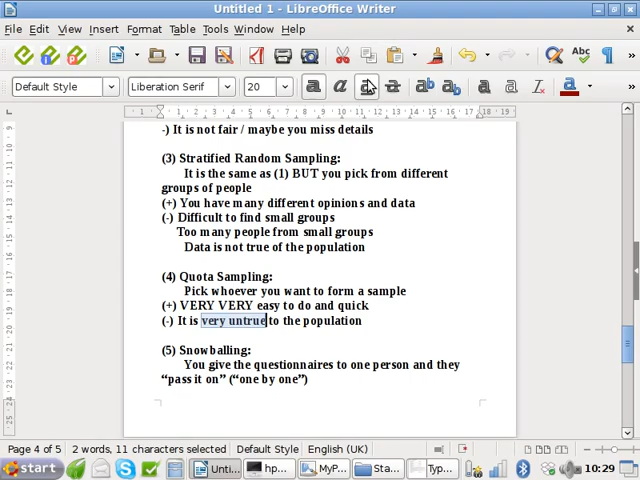 Untitled 1 - LibreOffice Writer
File Edit View Insert Format Table Tools Window Help
Abc
Default Style Liberation Serif 20
-) It is not fair / maybe you miss details
(3) Stratified Random Sampling:
It is the same as (1) BUT you pick from different
groups of people
(+) You have many different opinions and data
(-) Difficult to find small groups
Too many people from small groups
Data is not true of the population
(4) Quota Sampling:
Pick whoever you want to form a sample
(+) VERY VERY easy to do and quick
(-) It is very untrue to the population
(5) Snowballing:
You give the questionnaires to one person and they
“pass it on” (“one by one”)
Page 4 of 5 2 words, 11 characters selected Default Style English (UK)
start Unti... hp... MyP... Sta... Typ... 10:29